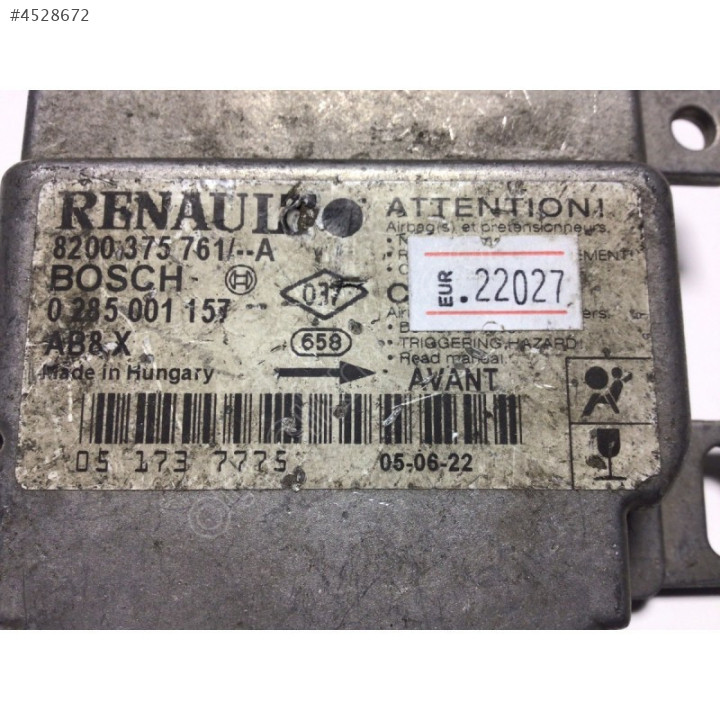 #4528672
RENAULT
8200 375 761/--A
BOSCH
0 285 001 157
AB8 X
Made in Hungary
017
658
ATTENTION!
Airbag(s) et pretensionneurs.
EUR .22027
TRIGGERING HAZARD
Read manual.
AVANT
05 173 7775
05-06-22